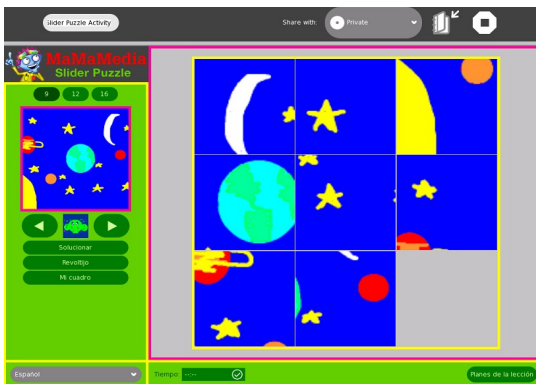 Slider Puzzle Activity
Share with:
Private
MaMaMedia
Slider Puzzle
9
12
16
Solucionar
Revoltijo
Mi cuadro
Español
Tiempo:
--:--
Planes de la lección